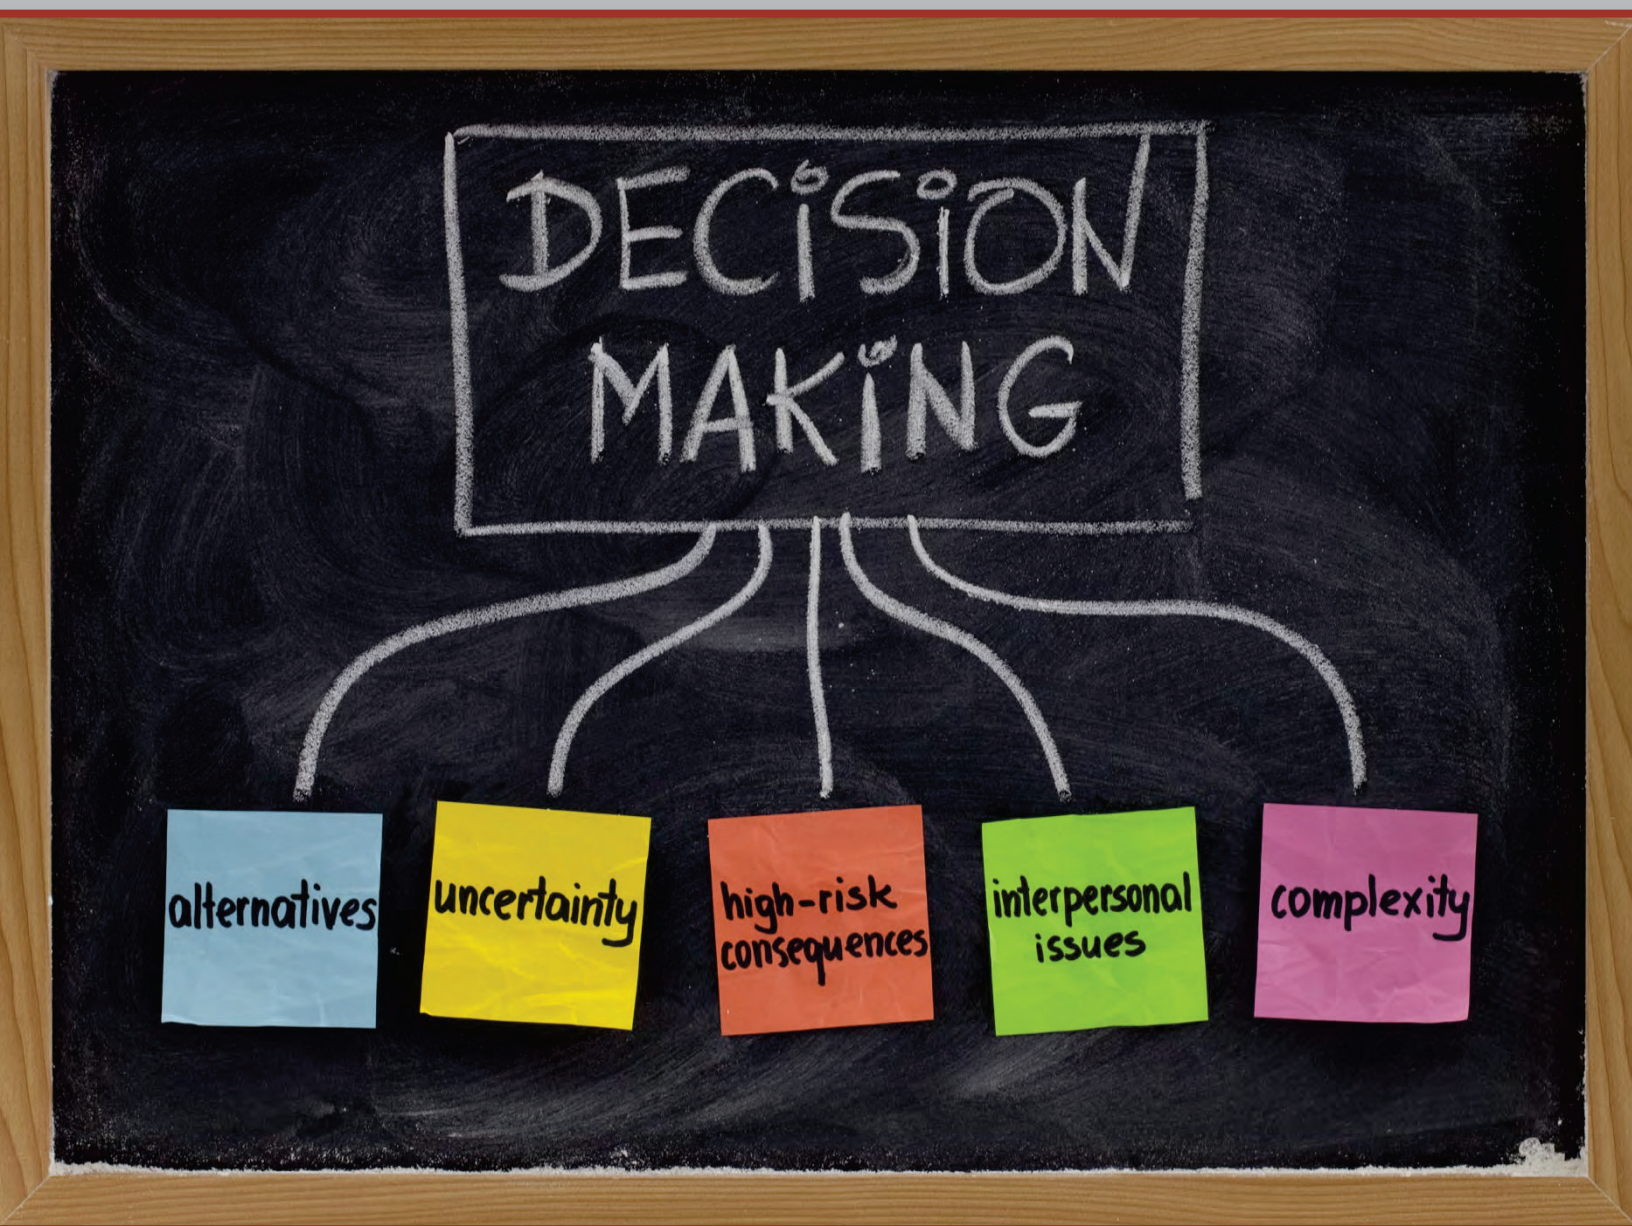 DECiSiON
MAKiNG
alternatives
uncertainty
high-risk
consequences
interpersonal
issues
complexity